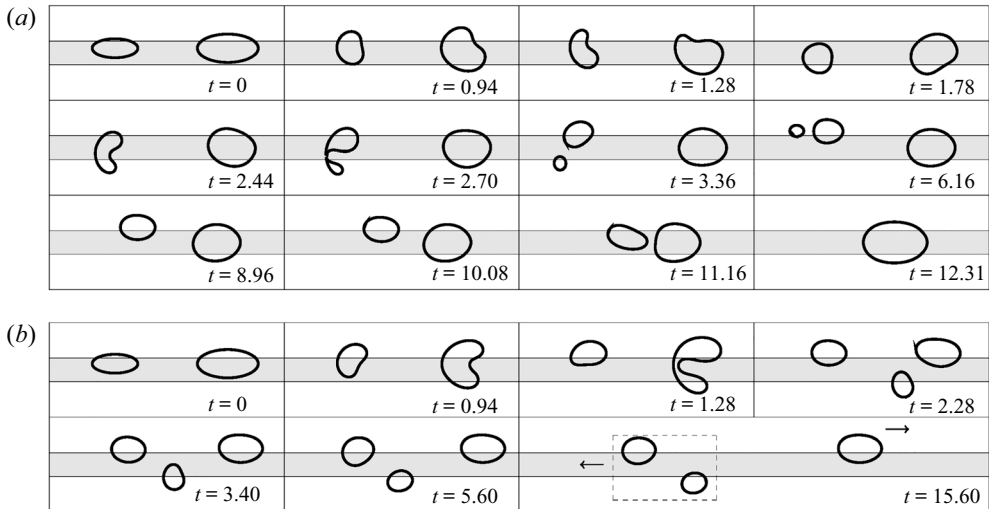 (a)
t = 0
t = 0.94
t = 1.28
t = 1.78
t = 2.44
t = 2.70
t = 3.36
t = 6.16
t = 8.96
t = 10.08
t = 11.16
t = 12.31
(b)
t = 0
t = 0.94
t = 1.28
t = 2.28
t = 3.40
t = 5.60
t = 15.60